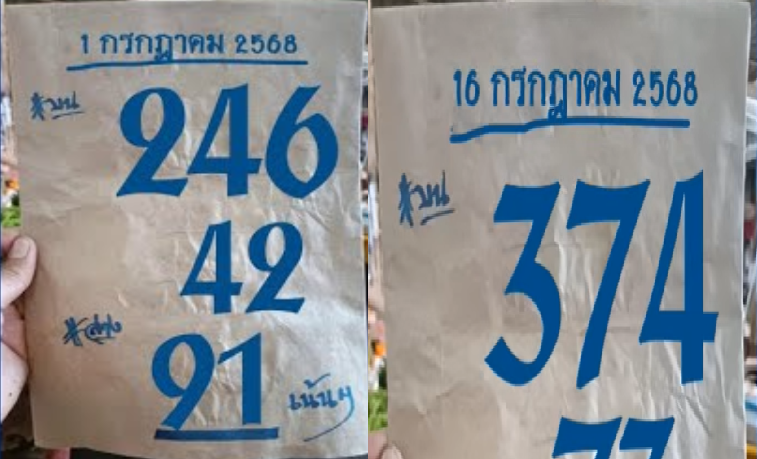 1 กรกฎาคม 2568
*บน
246
42
*ล่าง
91
เน้นๆ
16 กรกฎาคม 2568
*บน
374
77